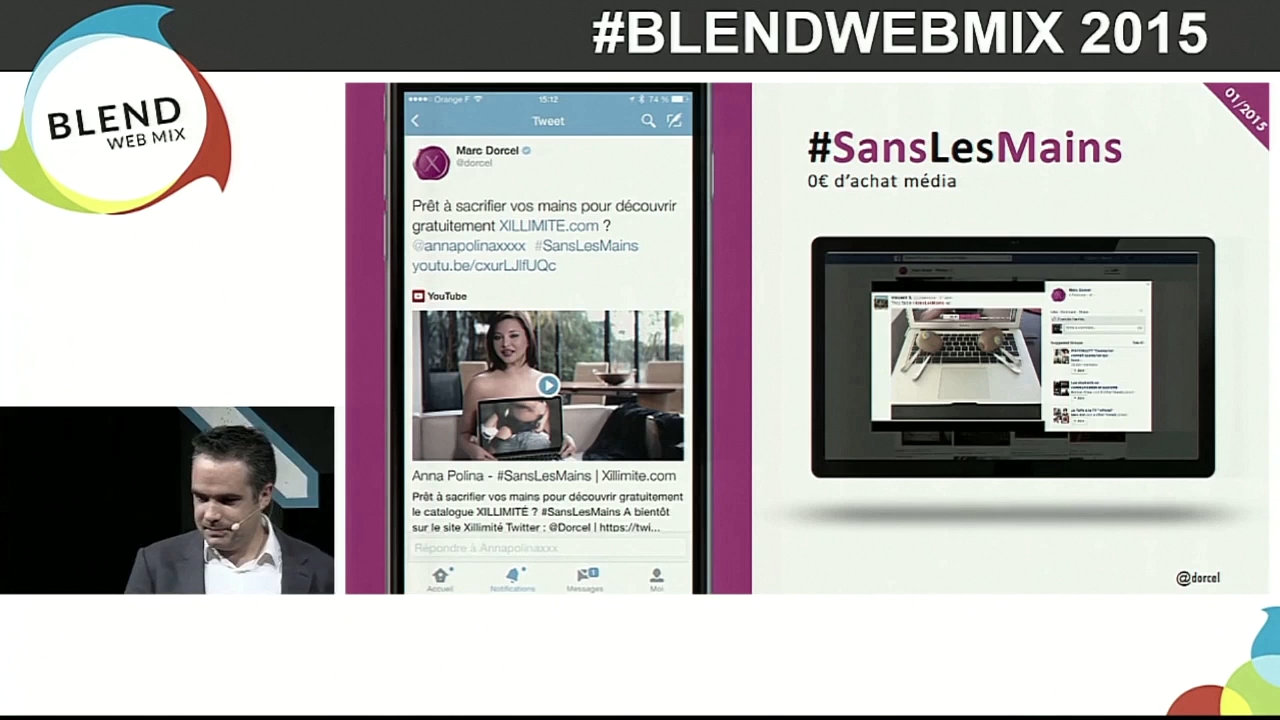 #BLENDWEBMIX 2015
BLEND
WEB MIX
Orange F
15:12
74 %
Tweet
Marc Dorcel
@dorcel
Prêt à sacrifier vos mains pour découvrir
gratuitement XILLIMITE.com ?
@annapolinaxxxx #SansLesMains
youtu.be/cxurLJlfUQc
YouTube
Anna Polina - #SansLesMains | Xillimite.com
Prêt à sacrifier vos mains pour découvrir gratuitement
le catalogue XILLIMITÉ ? #SansLesMains A bientôt
sur le site Xillimité Twitter : @Dorcel | https://twi...
Répondre à Annapolinaxxx
Accueil
Notifications
1
Messages
Moi
01/2015
#SansLesMains
0€ d'achat média
Marc Dorcel
@dorcel